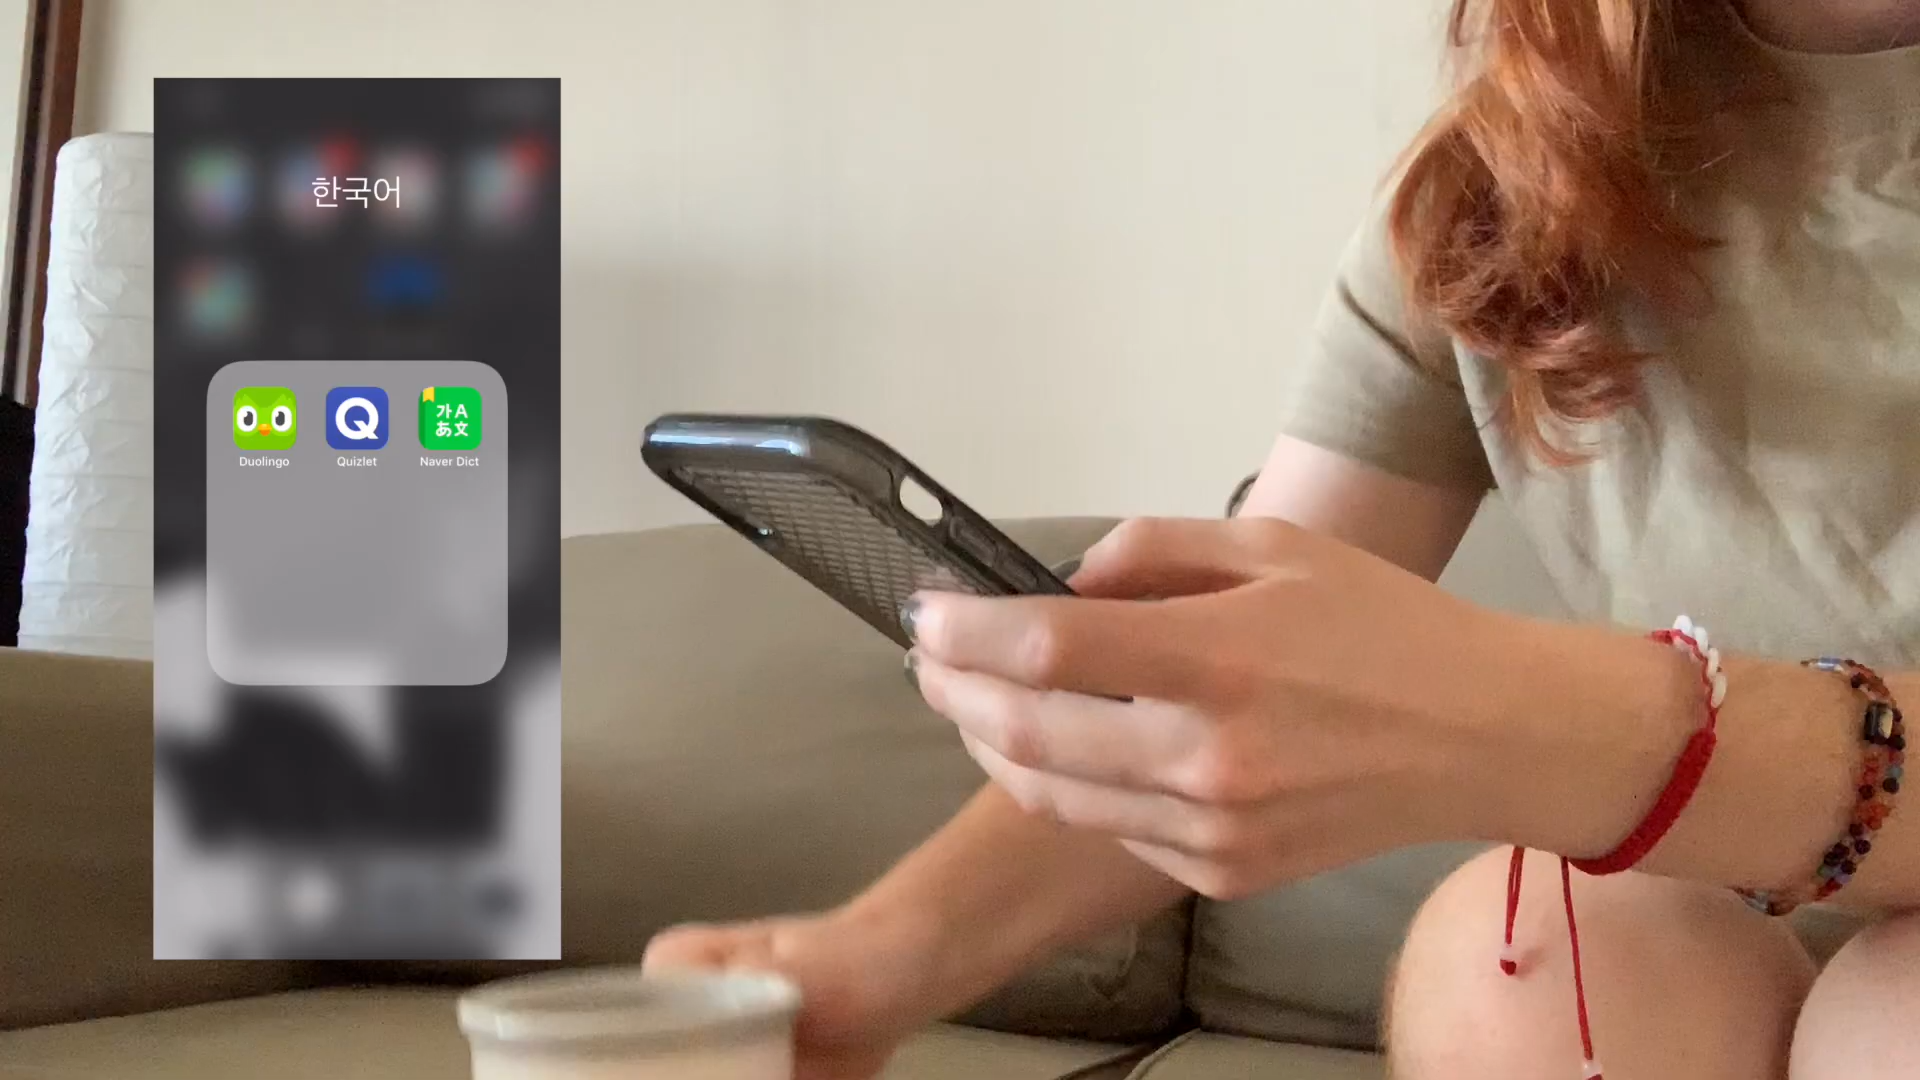 한국어
가A
あ文
Duolingo
Quizlet
Naver Dict